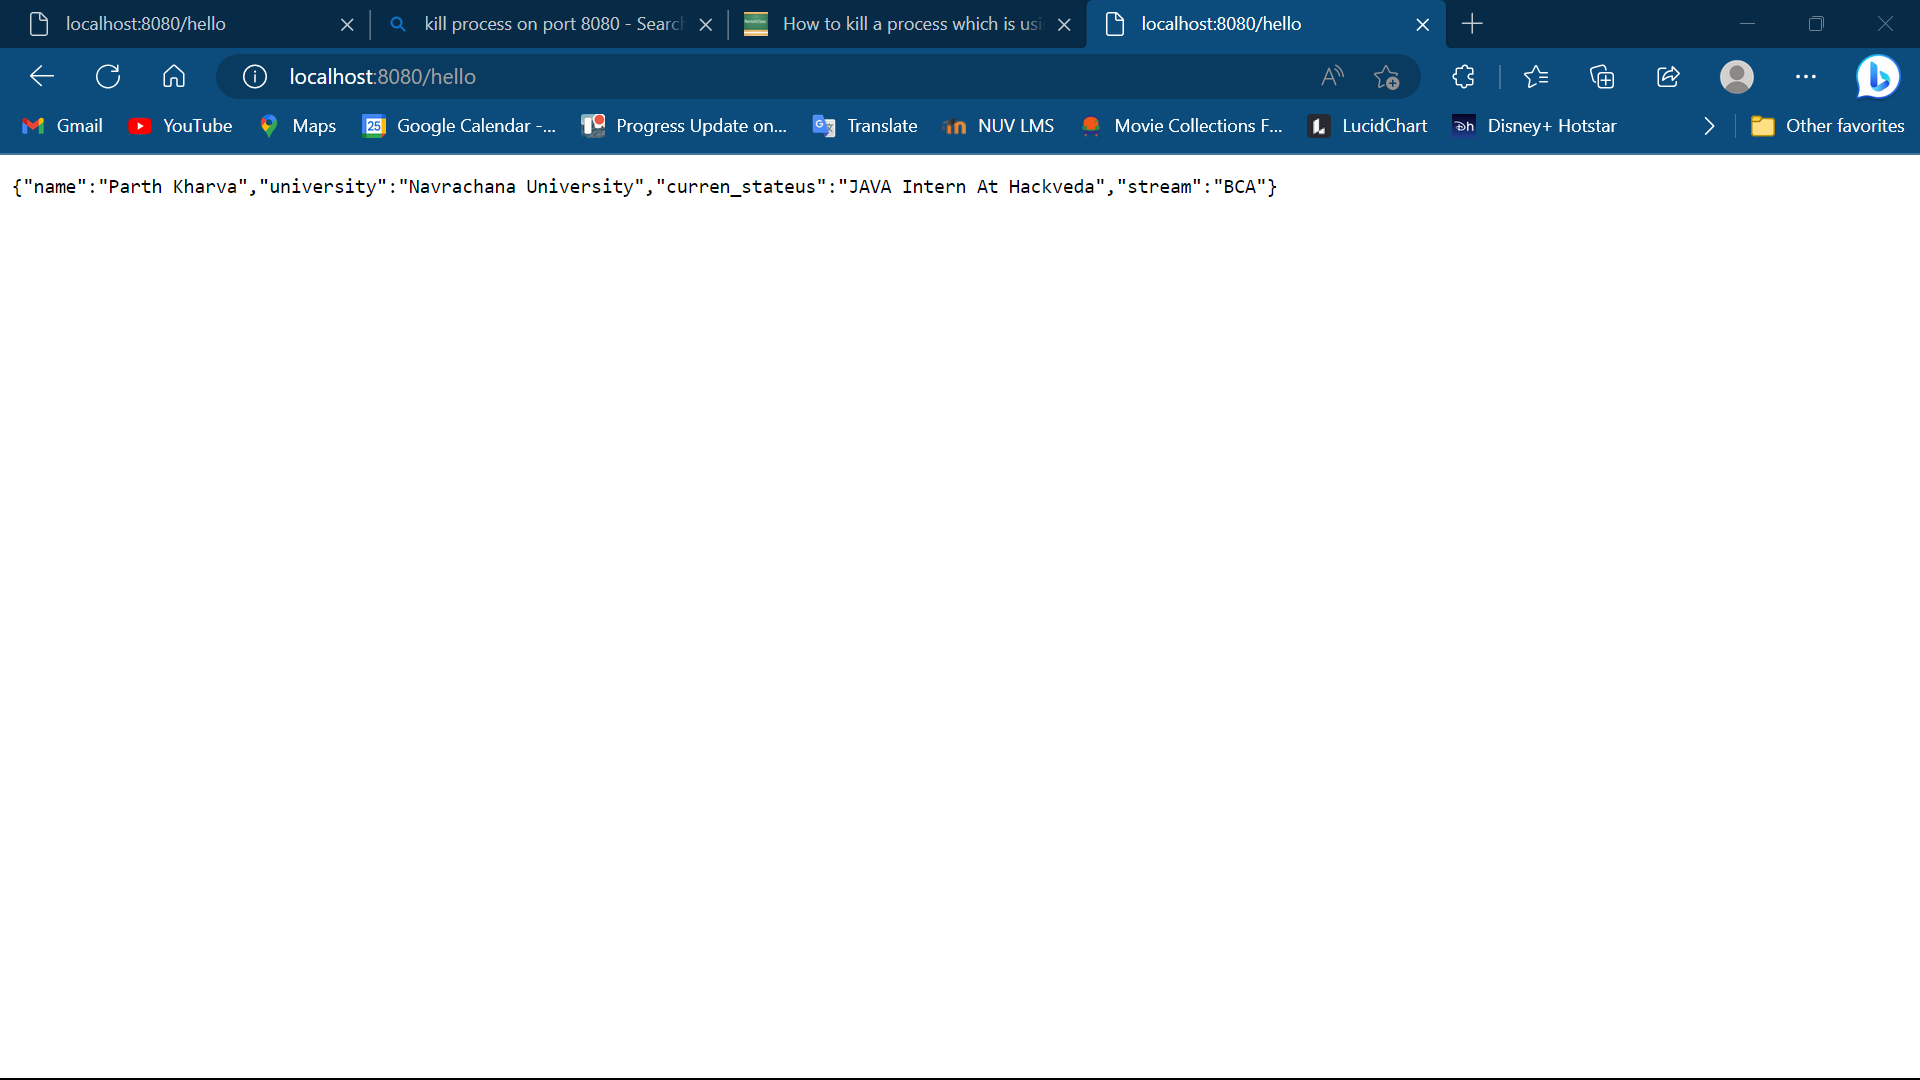 localhost:8080/hello kill process on port 8080 - Search How to kill a process which is usi localhost:8080/hello
localhost:8080/hello
Gmail YouTube Maps 25 Google Calendar -... Progress Update on... Translate NUV LMS Movie Collections F... LucidChart Disney+ Hotstar Other favorites
{"name":"Parth Kharva","university":"Navrachana University","curren_stateus":"JAVA Intern At Hackveda","stream":"BCA"}